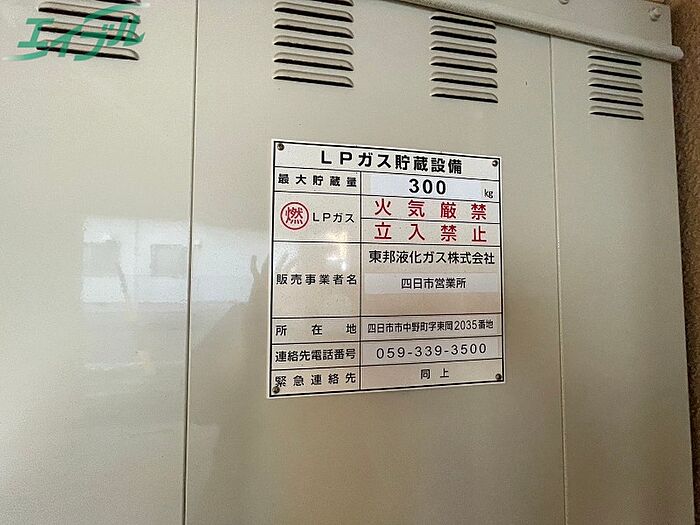 エイブル
LPガス貯蔵設備
最大貯蔵量 300 kg
燃 LPガス 火気厳禁
立入禁止
販売事業者名 東邦液化ガス株式会社
四日市営業所
所在地 四日市市中野町字東岡2035番地
連絡先電話番号 059-339-3500
緊急連絡先 同上